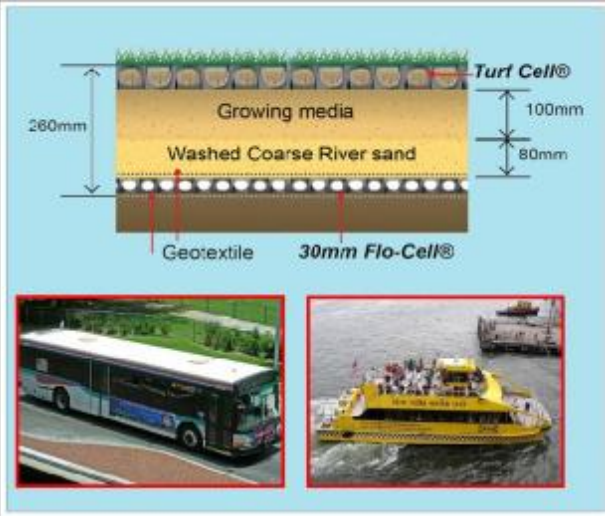 Turf Cell®
Growing media
100mm
260mm
Washed Coarse River sand
80mm
Geotextile
30mm Flo-Cell®